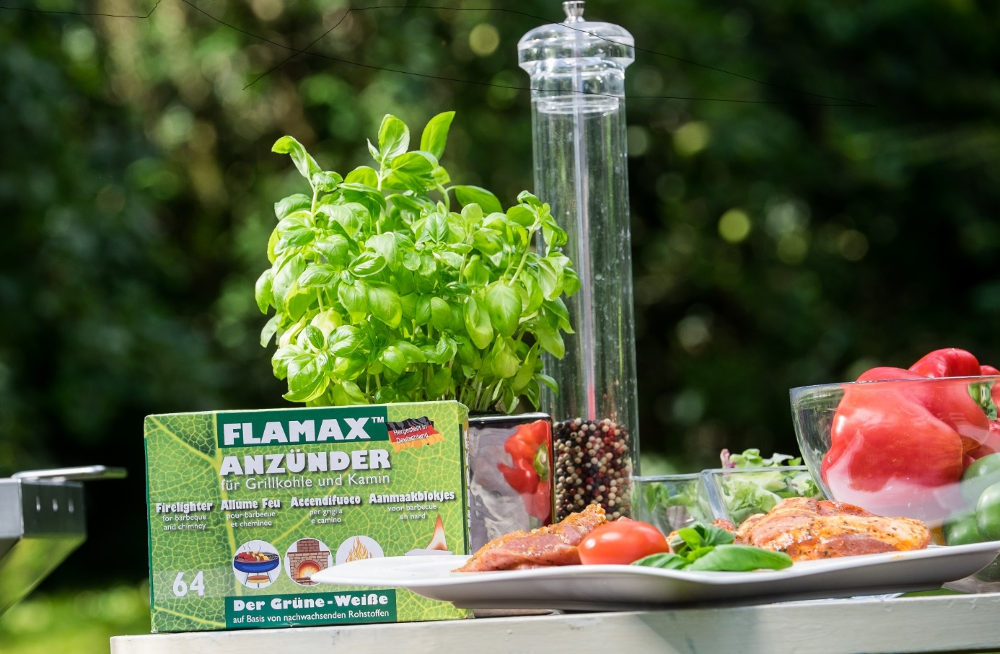 FLAMAX™
Hergestellt in
Deutschland
ANZÜNDER
für Grillkohle und Kamin
Firelighter
for barbeque
and chimney
Allume Feu
pour barbecue
et cheminée
Accendifuoco
per griglia
e camino
Aanmaakblokjes
voor barbecue
en hard
64
Der Grüne-Weiße
auf Basis von nachwachsenden Rohstoffen